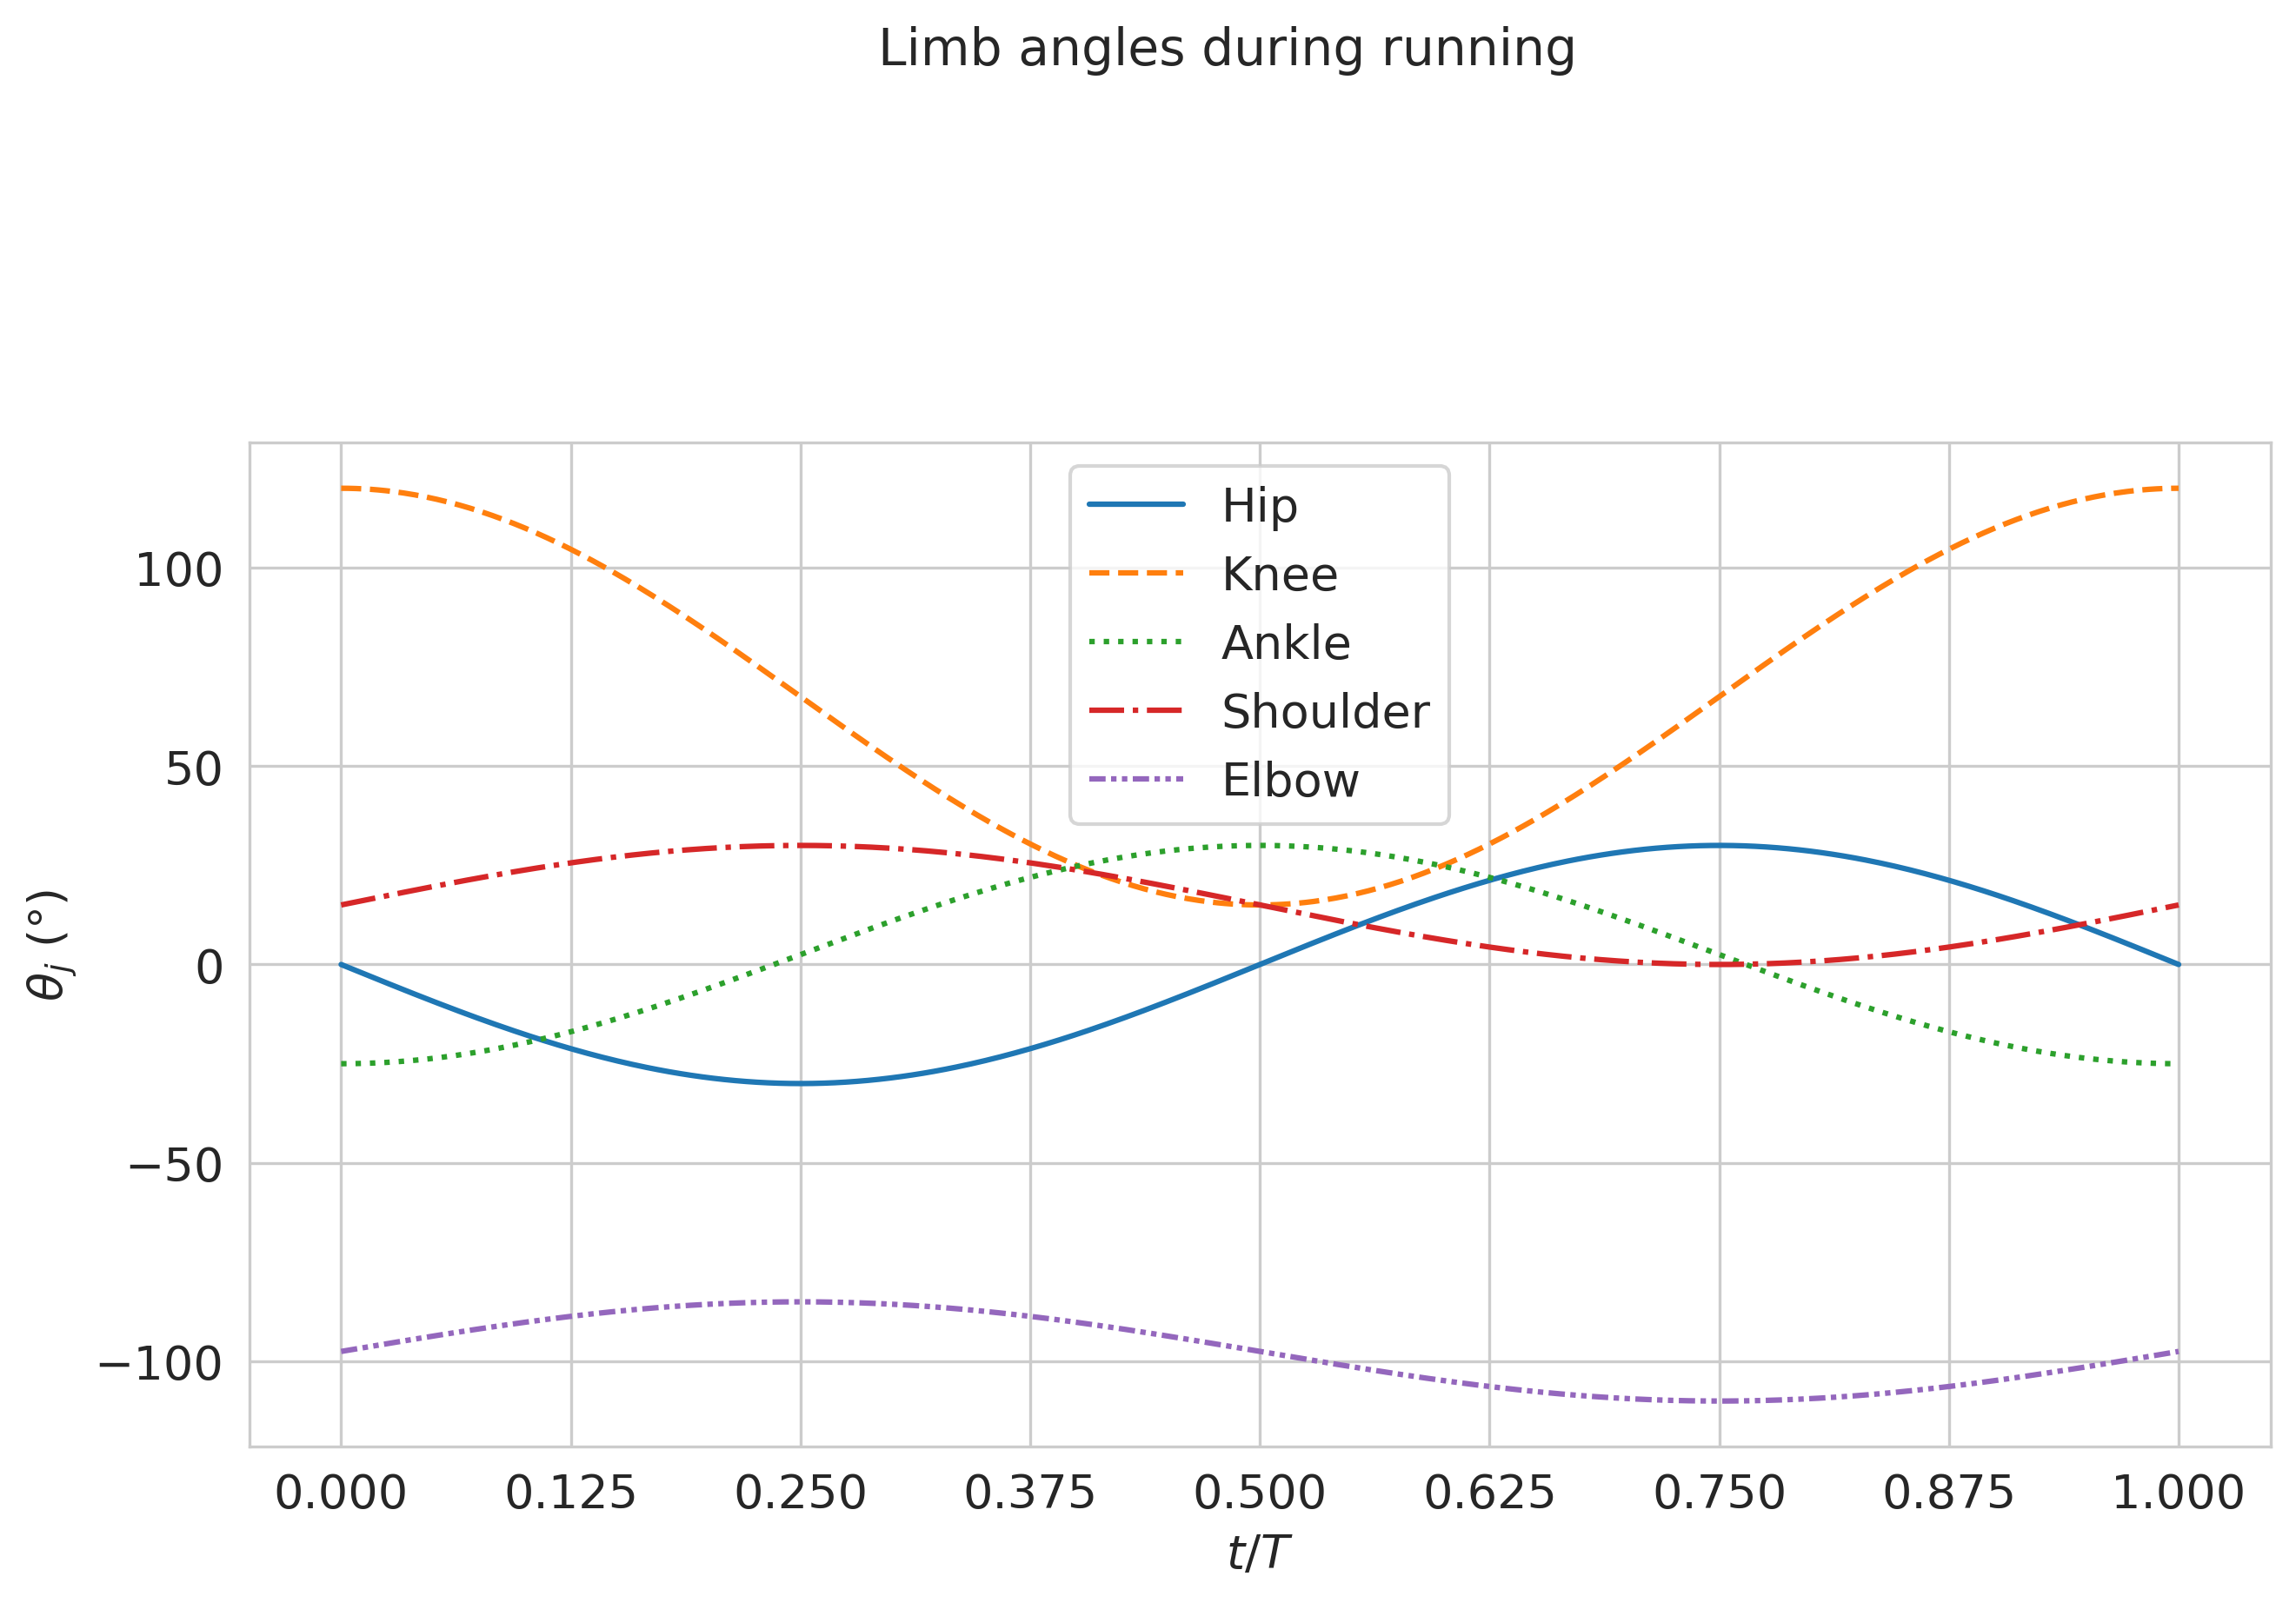 Limb angles during running
θj (°)
100
50
0
−50
−100
Hip
Knee
Ankle
Shoulder
Elbow
0.000 0.125 0.250 0.375 0.500 0.625 0.750 0.875 1.000
t/T